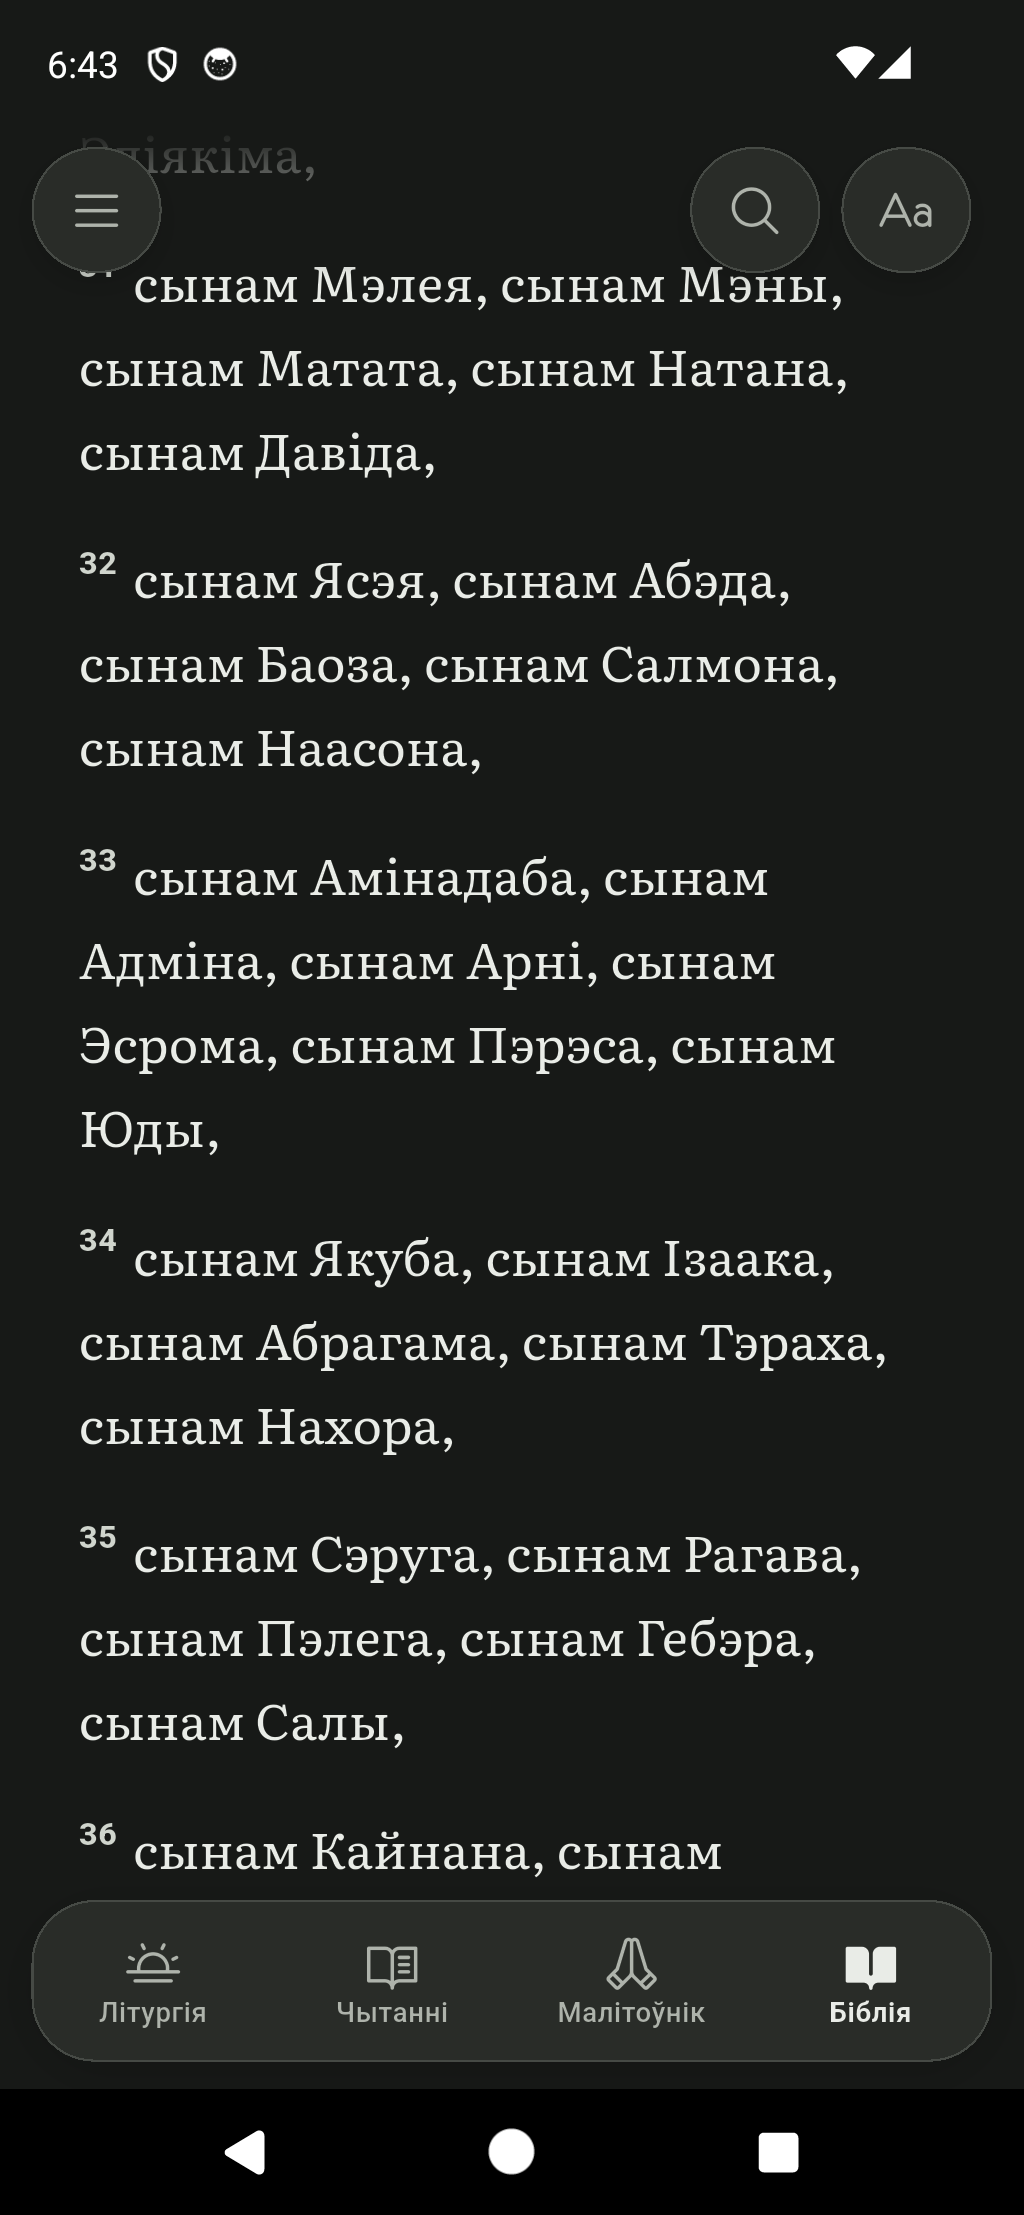 6:43
сынам Мэлея, сынам Мэны,
сынам Матата, сынам Натана,
сынам Давіда,
32 сынам Ясэя, сынам Абэда,
сынам Баоза, сынам Салмона,
сынам Наасона,
33 сынам Амінадаба, сынам
Адміна, сынам Арні, сынам
Эсрома, сынам Пэрэса, сынам
Юды,
34 сынам Якуба, сынам Ізаака,
сынам Абрагама, сынам Тэраха,
сынам Нахора,
35 сынам Сэруга, сынам Рагава,
сынам Пэлега, сынам Гебэра,
сынам Салы,
36 сынам Кайнана, сынам
Літургія
Чытанні
Малітоўнік
Біблія
Aa